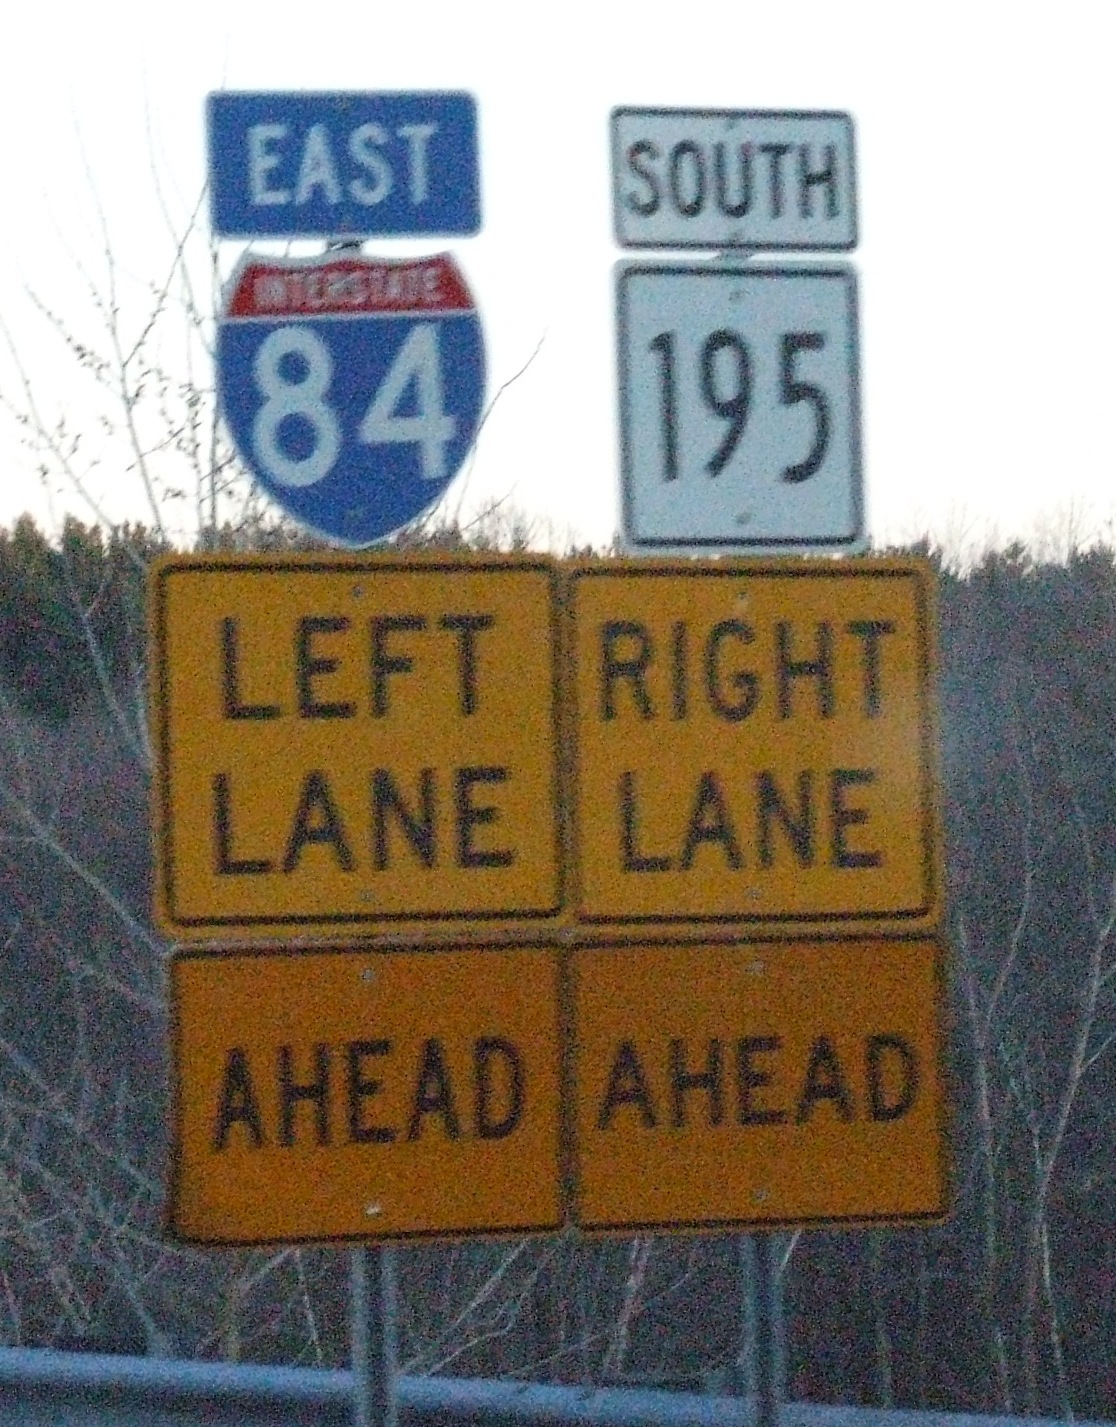 EAST
INTERSTATE
84
LEFT
LANE
AHEAD
SOUTH
195
RIGHT
LANE
AHEAD